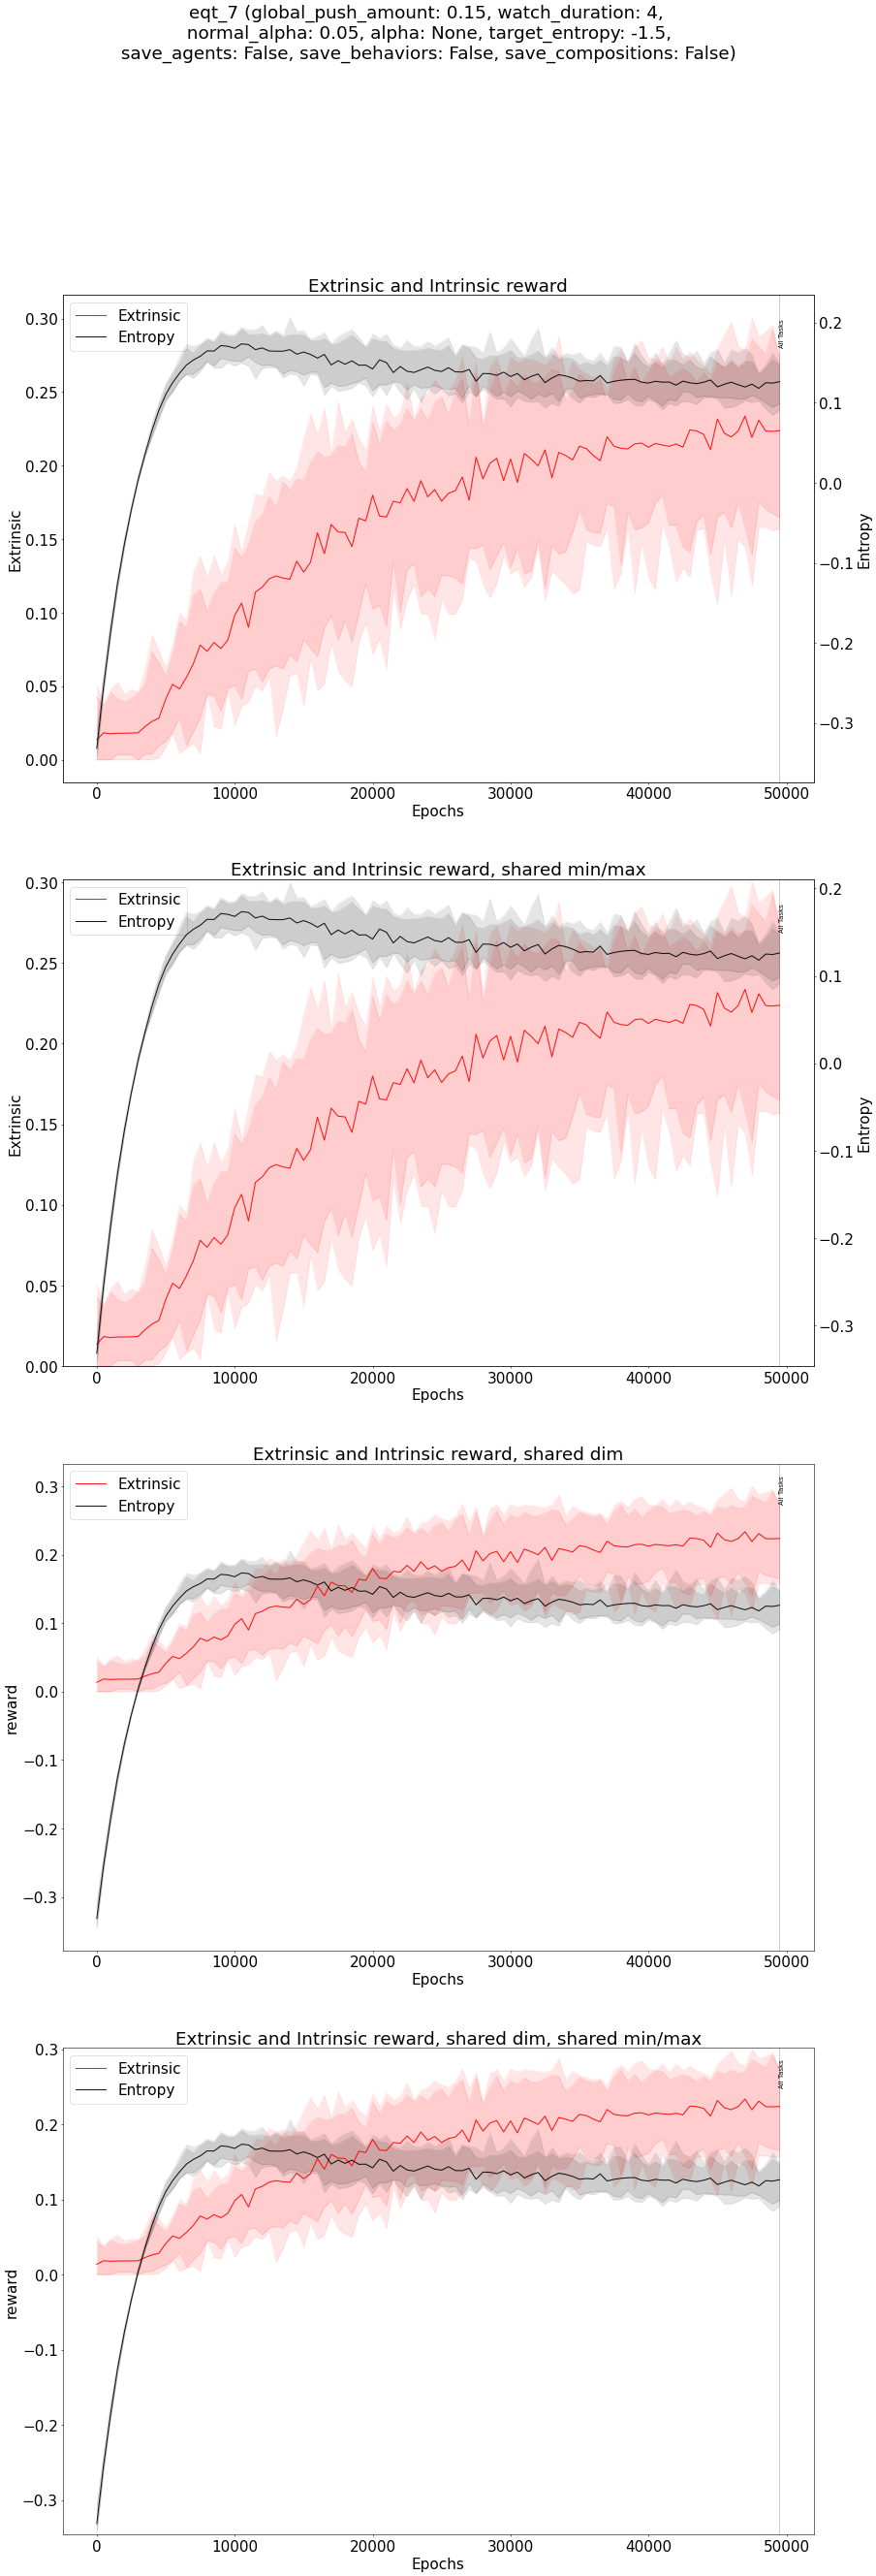 eqt_7 (global_push_amount: 0.15, watch_duration: 4,
normal_alpha: 0.05, alpha: None, target_entropy: -1.5,
save_agents: False, save_behaviors: False, save_compositions: False)
Extrinsic and Intrinsic reward
Extrinsic
Entropy
All Tasks
0.30
0.25
0.20
0.15
0.10
0.05
0.00
Extrinsic
0.2
0.1
0.0
−0.1
−0.2
−0.3
Entropy
0 10000 20000 30000 40000 50000
Epochs
Extrinsic and Intrinsic reward, shared min/max
Extrinsic
Entropy
All Tasks
0.30
0.25
0.20
0.15
0.10
0.05
0.00
Extrinsic
0.2
0.1
0.0
−0.1
−0.2
−0.3
Entropy
0 10000 20000 30000 40000 50000
Epochs
Extrinsic and Intrinsic reward, shared dim
Extrinsic
Entropy
All Tasks
0.3
0.2
0.1
0.0
−0.1
−0.2
−0.3
reward
0 10000 20000 30000 40000 50000
Epochs
Extrinsic and Intrinsic reward, shared dim, shared min/max
Extrinsic
Entropy
All Tasks
0.3
0.2
0.1
0.0
−0.1
−0.2
−0.3
reward
0 10000 20000 30000 40000 50000
Epochs